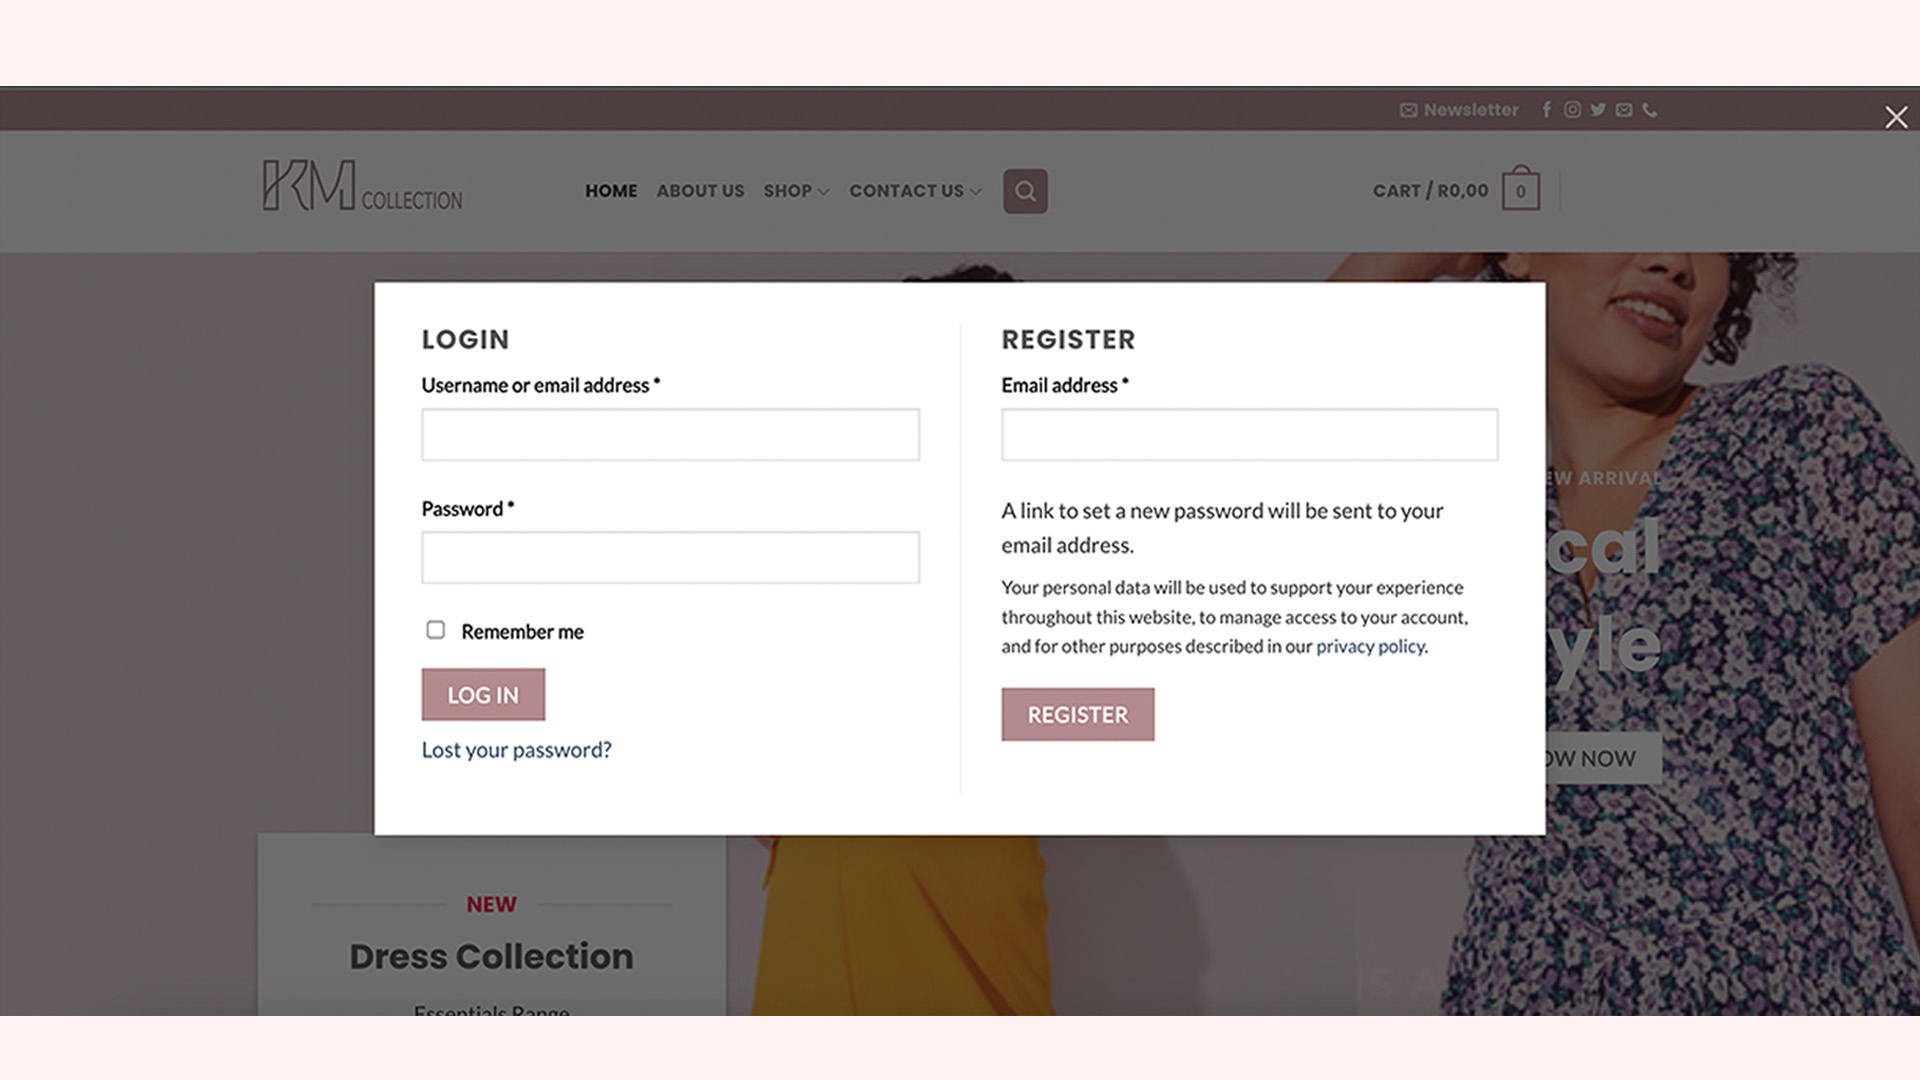 Newsletter
KM COLLECTION
HOME ABOUT US SHOP CONTACT US
CART / R0,00 0
LOGIN
Username or email address *
Password *
Remember me
LOG IN
Lost your password?
REGISTER
Email address *
A link to set a new password will be sent to your
email address.
Your personal data will be used to support your experience
throughout this website, to manage access to your account,
and for other purposes described in our privacy policy.
REGISTER
EW ARRIVAL
cal
yle
OW NOW
NEW
Dress Collection
Essentials Range